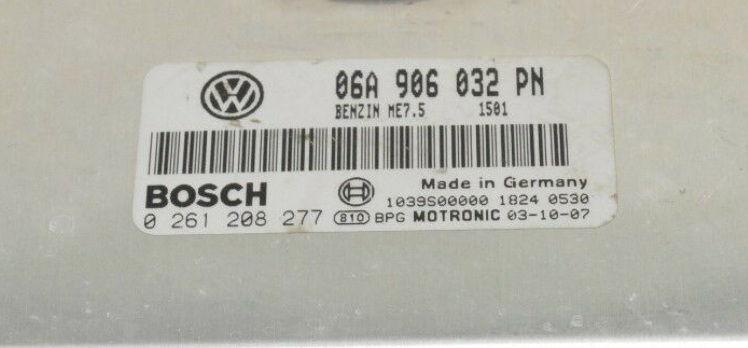 06A 906 032 PN
BENZIN ME7.5 1501
BOSCH
Made in Germany
1039S00000 1824 0530
0 261 208 277 810 BPG MOTRONIC 03-10-07